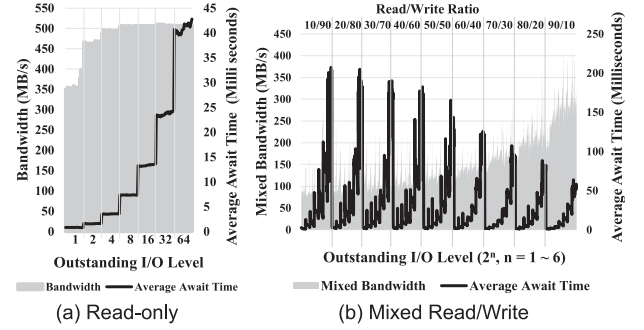 550
500
450
400
350
300
250
200
150
100
50
0
Bandwidth (MB/s)
45
40
35
30
25
20
15
10
5
0
Average Await Time (Milli seconds)
1 2 4 8 16 32 64
Outstanding I/O Level
Bandwidth Average Await Time
(a) Read-only
Read/Write Ratio
10/90 20/80 30/70 40/60 50/50 60/40 70/30 80/20 90/10
450
400
350
300
250
200
150
100
50
0
Mixed Bandwidth (MB/s)
250
200
150
100
50
0
Average Await Time (Milliseconds)
Outstanding I/O Level (2ⁿ, n = 1 ~ 6)
Mixed Bandwidth Average Await Time
(b) Mixed Read/Write